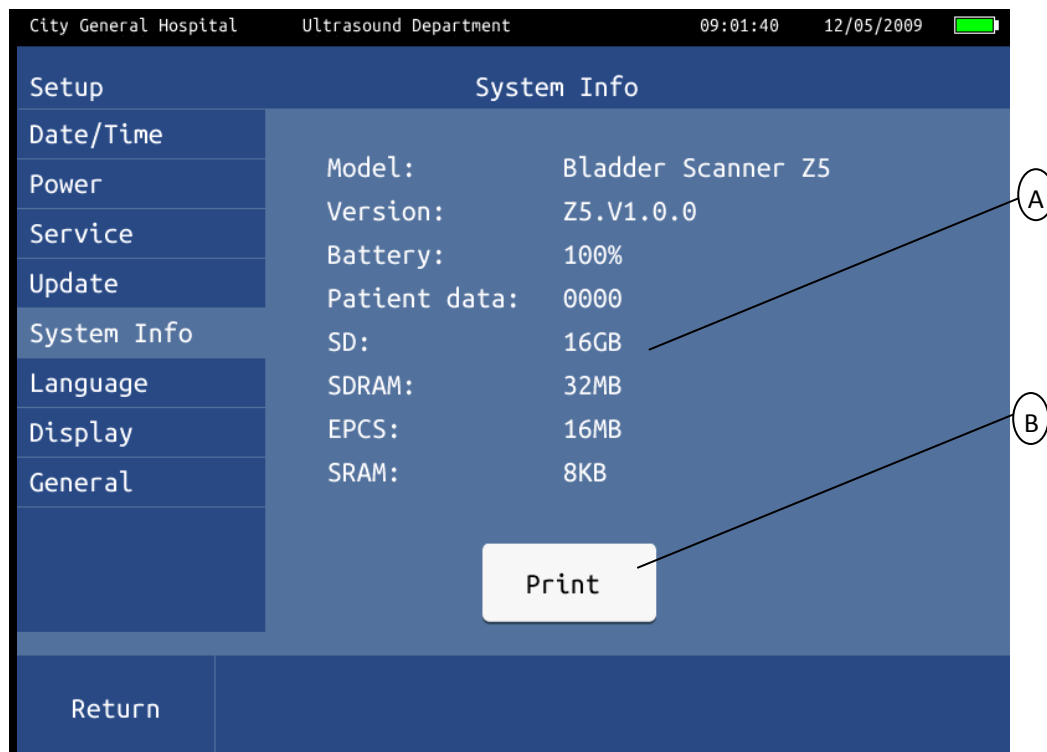 City General Hospital Ultrasound Department 09:01:40 12/05/2009
Setup System Info
Date/Time
Power
Service
Update
System Info
Language
Display
General
Model: Bladder Scanner Z5
Version: Z5.V1.0.0
Battery: 100%
Patient data: 0000
SD: 16GB
SDRAM: 32MB
EPCS: 16MB
SRAM: 8KB
Print
Return
A
B